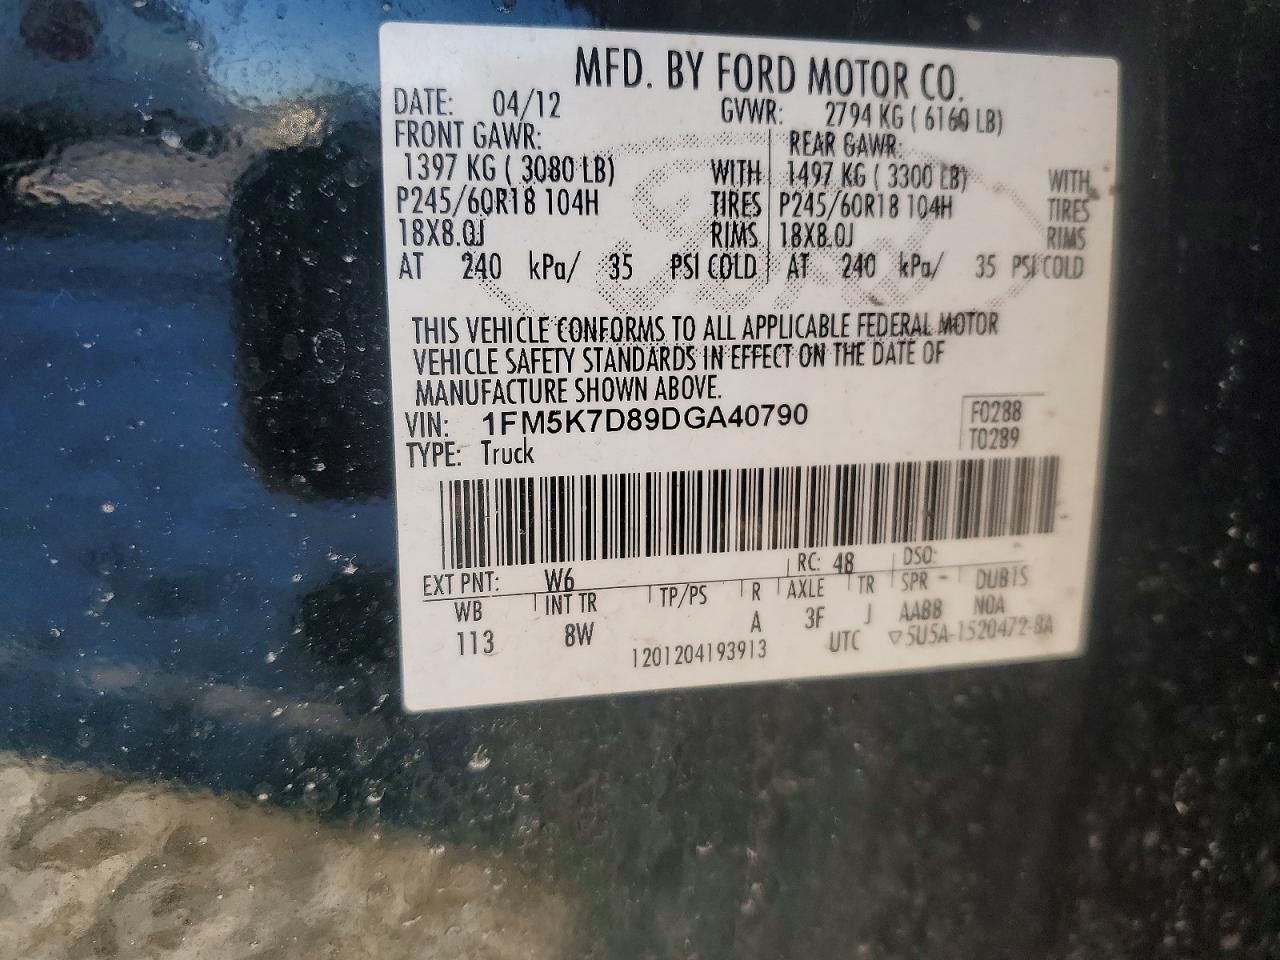 MFD. BY FORD MOTOR CO.
DATE: 04/12 GVWR: 2794 KG ( 6160 LB)
FRONT GAWR: REAR GAWR:
1397 KG ( 3080 LB) WITH 1497 KG ( 3300 LB) WITH
P245/60R18 104H TIRES P245/60R18 104H TIRES
18X8.0J RIMS 18X8.0J RIMS
AT 240 kPa/ 35 PSI COLD AT 240 kPa/ 35 PSI COLD
THIS VEHICLE CONFORMS TO ALL APPLICABLE FEDERAL MOTOR
VEHICLE SAFETY STANDARDS IN EFFECT ON THE DATE OF
MANUFACTURE SHOWN ABOVE.
VIN: 1FM5K7D89DGA40790 F0288
TYPE: Truck T0289
EXT PNT: W6 RC: 48 DSO:
WB INT TR TP/PS R AXLE TR SPR - DUBTS
113 8W A 3F J AABB NOA
1201204193913 UTC ▽5U5A-1520472-BA